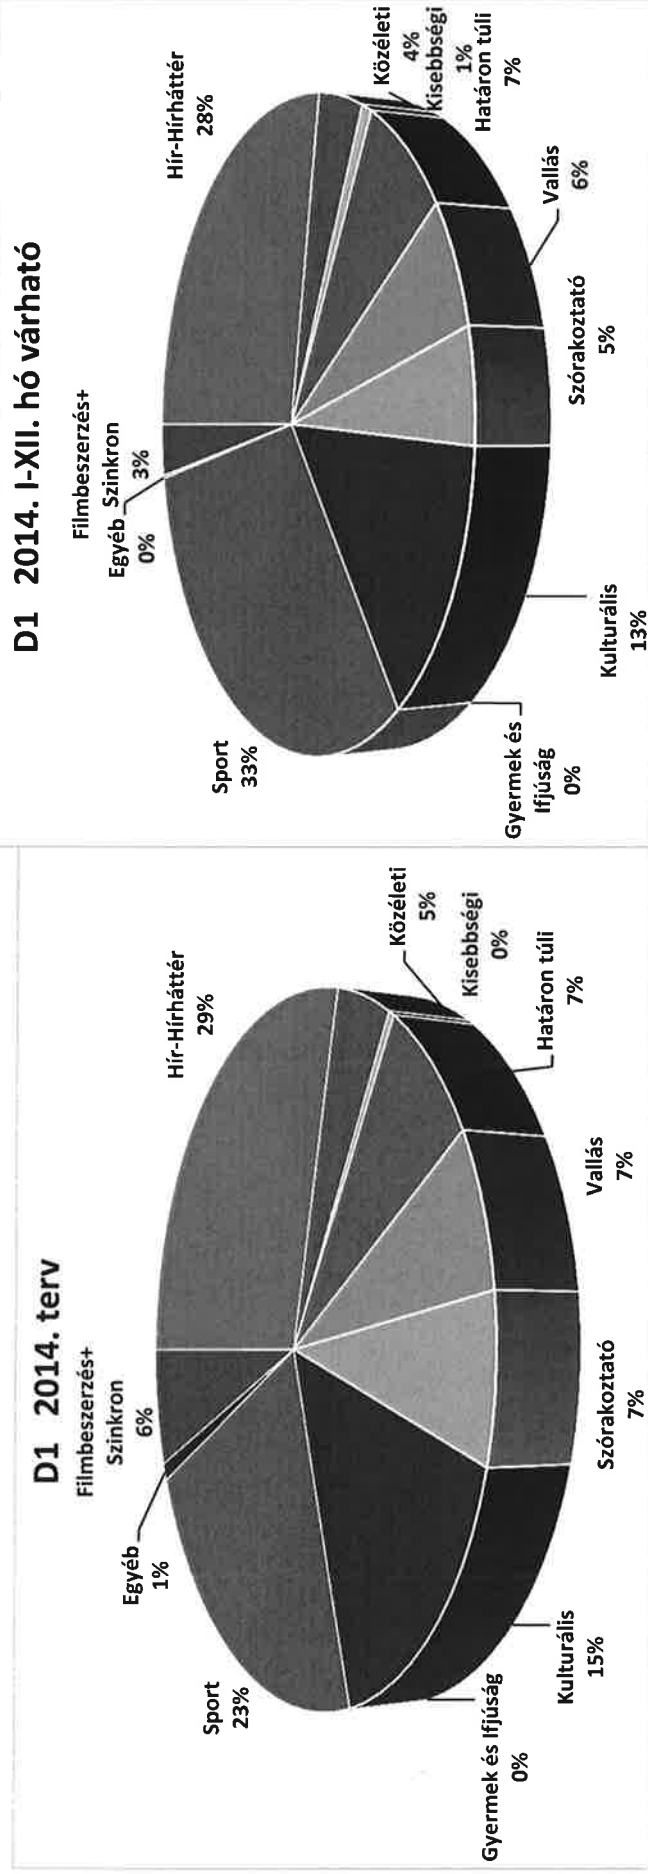 D1 2014. terv
Filmbeszerzés+
Szinkron
6%
Egyéb
1%
Hír-Hírháttér
29%
Sport
23%
Közéleti
5%
Kisebbségi
0%
Határon túli
7%
Vallás
7%
Szórakoztató
7%
Kulturális
15%
Gyermek és Ifjúság
0%
D1 2014. I-XII. hó várható
Filmbeszerzés+
Szinkron
3%
Egyéb
0%
Hír-Hírháttér
28%
Sport
33%
Közéleti
4%
Kisebbségi
1%
Határon túli
7%
Vallás
6%
Szórakoztató
5%
Kulturális
13%
Gyermek és
Ifjúság
0%